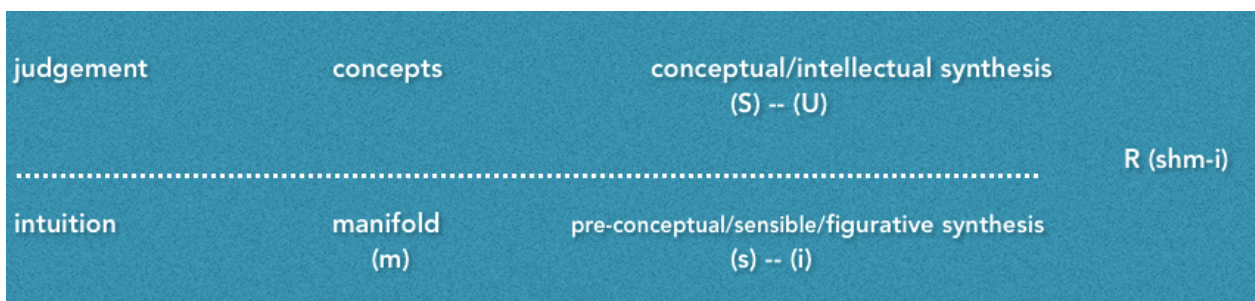 judgement concepts conceptual/intellectual synthesis
(S) -- (U)
R (shm-i)
intuition manifold pre-conceptual/sensible/figurative synthesis
(m) (s) -- (i)